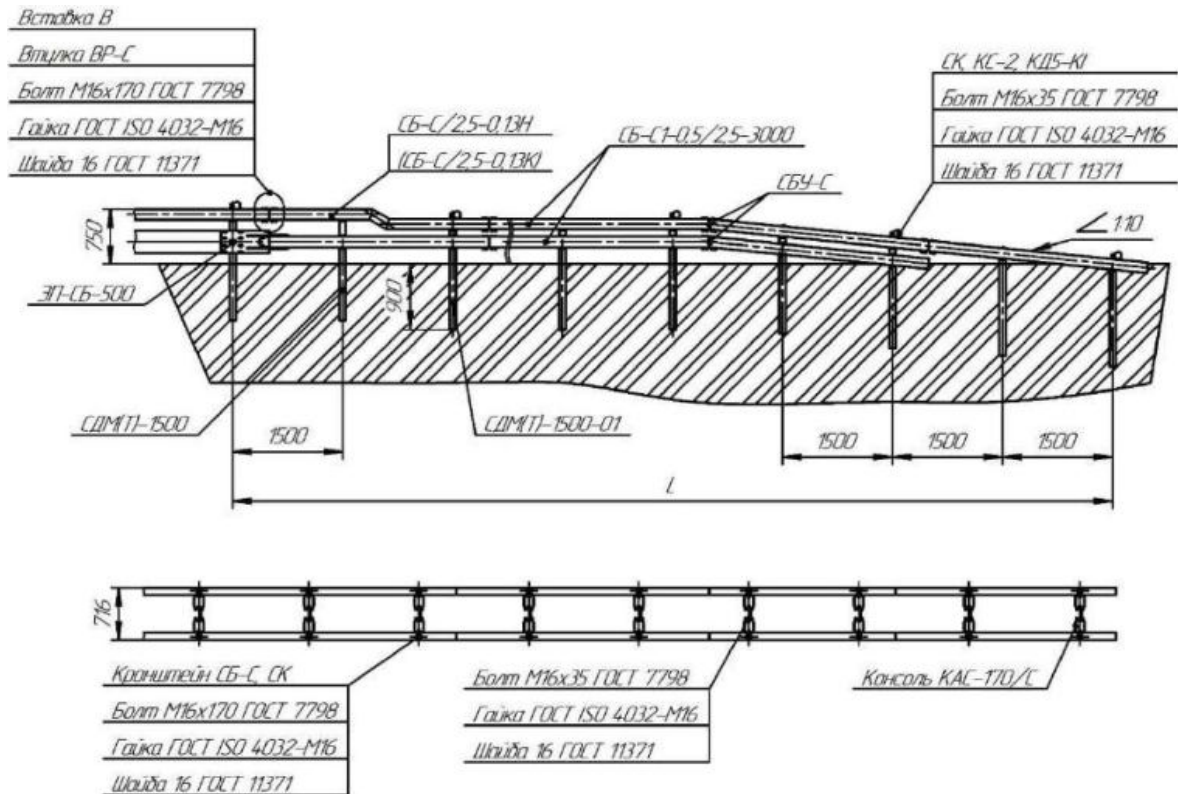 Вставка В
Втулка ВР-С
Болт М16х170 ГОСТ 7798
Гайка ГОСТ ISO 4032-М16
Шайба 16 ГОСТ 11371
СБ-С/2,5-0,13Н
(СБ-С/2,5-0,13К)
СБ-С1-0,5/2,5-3000
СБУ-С
СК, КС-2, КД5-К1
Болт М16х35 ГОСТ 7798
Гайка ГОСТ ISO 4032-М16
Шайба 16 ГОСТ 11371
1:10
750
ЭП-СБ-500
900
СДМ(Т)-1500
СДМ(Т)-1500-01
1500
1500
1500
1500
L
716
Кронштейн СБ-С, СК
Болт М16х170 ГОСТ 7798
Гайка ГОСТ ISO 4032-М16
Шайба 16 ГОСТ 11371
Болт М16х35 ГОСТ 7798
Гайка ГОСТ ISO 4032-М16
Шайба 16 ГОСТ 11371
Консоль КАС-170/С